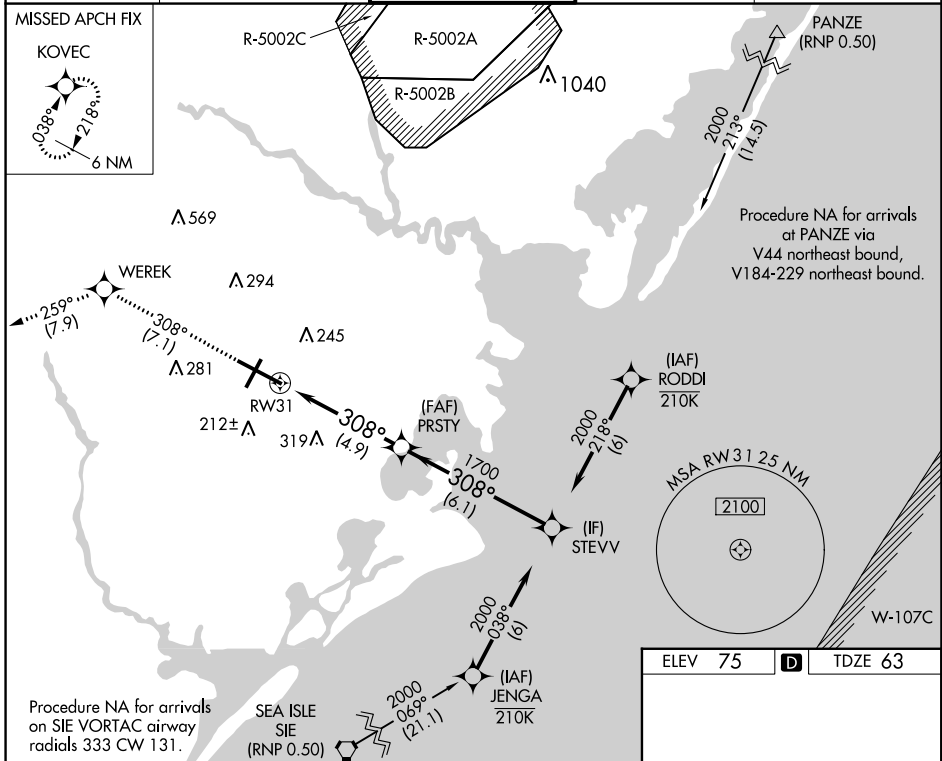 MISSED APCH FIX
KOVEC
038°
218°
6 NM
R-5002C
R-5002A
R-5002B
1040
PANZE
(RNP 0.50)
2000
213°
(14.5)
Procedure NA for arrivals
at PANZE via
V44 northeast bound,
V184-229 northeast bound.
569
WEREK
294
259°
(7.9)
308°
(7.1)
245
281
RW31
212±
319
308°
(4.9)
(FAF)
PRSTY
(IAF)
RODDI
210K
2000
218°
(6)
1700
308°
(6.1)
(IF)
STEVV
MSA RW31 25 NM
2100
W-107C
2000
038°
(6)
(IAF)
JENGA
210K
2000
069°
(21.1)
SEA ISLE
SIE
(RNP 0.50)
Procedure NA for arrivals
on SIE VORTAC airway
radials 333 CW 131.
ELEV 75 D TDZE 63